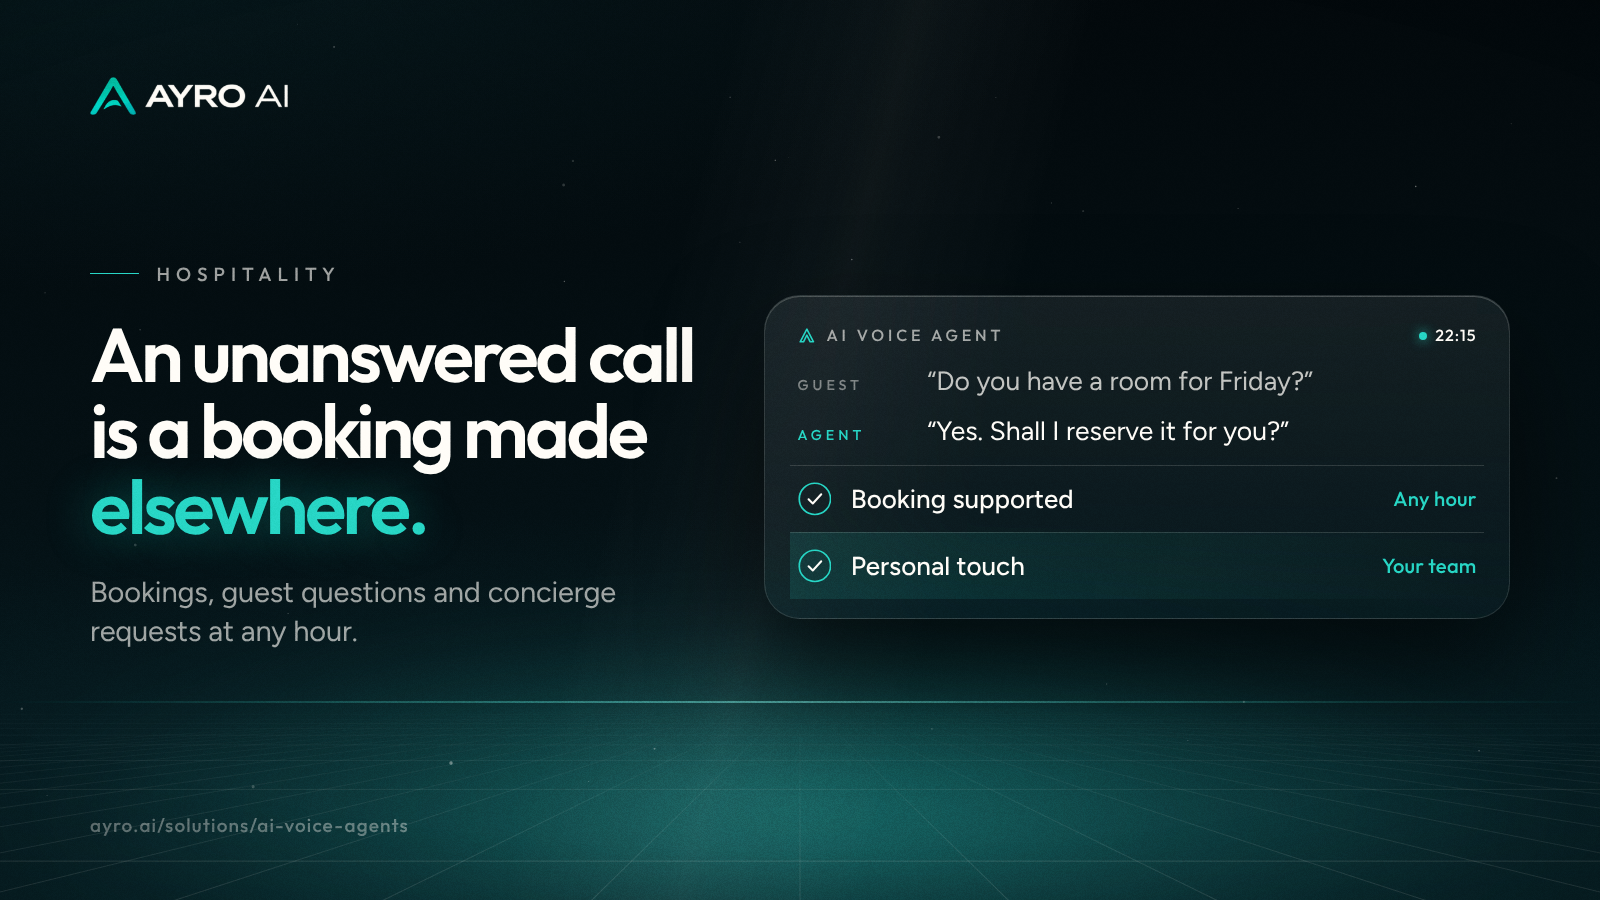 AYRO AI
HOSPITALITY
An unanswered call
is a booking made
elsewhere.
Bookings, guest questions and concierge
requests at any hour.
AI VOICE AGENT
22:15
GUEST “Do you have a room for Friday?”
AGENT “Yes. Shall I reserve it for you?”
Booking supported Any hour
Personal touch Your team
ayro.ai/solutions/ai-voice-agents